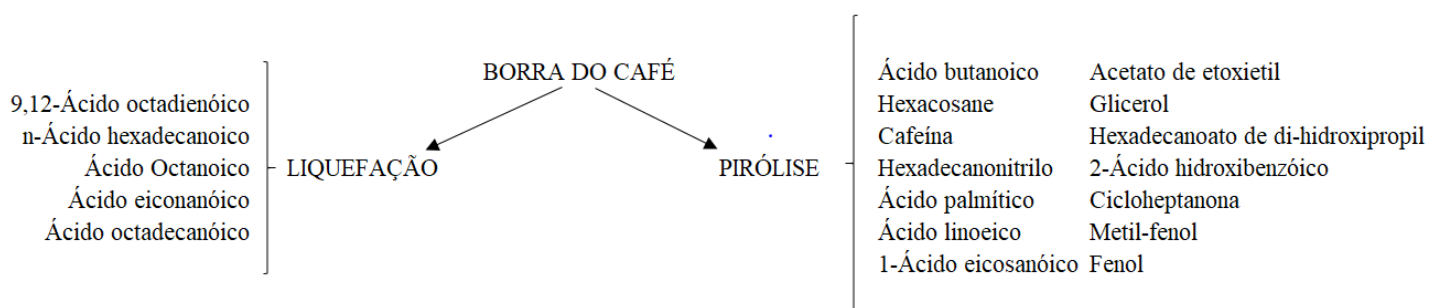 BORRA DO CAFÉ
9,12-Ácido octadienóico
n-Ácido hexadecanoico
Ácido Octanoico
Ácido eiconanóico
Ácido octadecanóico
LIQUEFAÇÃO
PIRÓLISE
Ácido butanoico Acetato de etoxietil
Hexacosane Glicerol
Cafeína Hexadecanoato de di-hidroxipropil
Hexadecanonitrilo 2-Ácido hidroxibenzóico
Ácido palmítico Cicloheptanona
Ácido linoeico Metil-fenol
1-Ácido eicosanóico Fenol